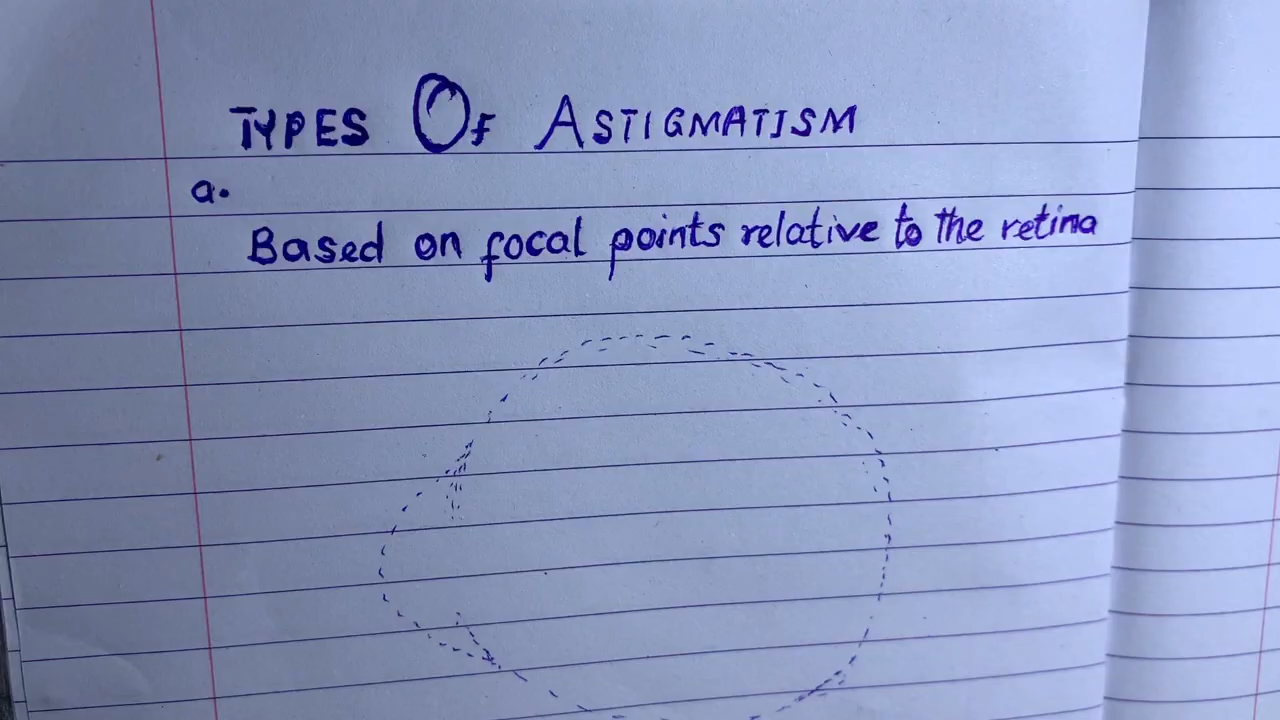 TYPES OF ASTIGMATISM
a.
Based on focal points relative to the retina